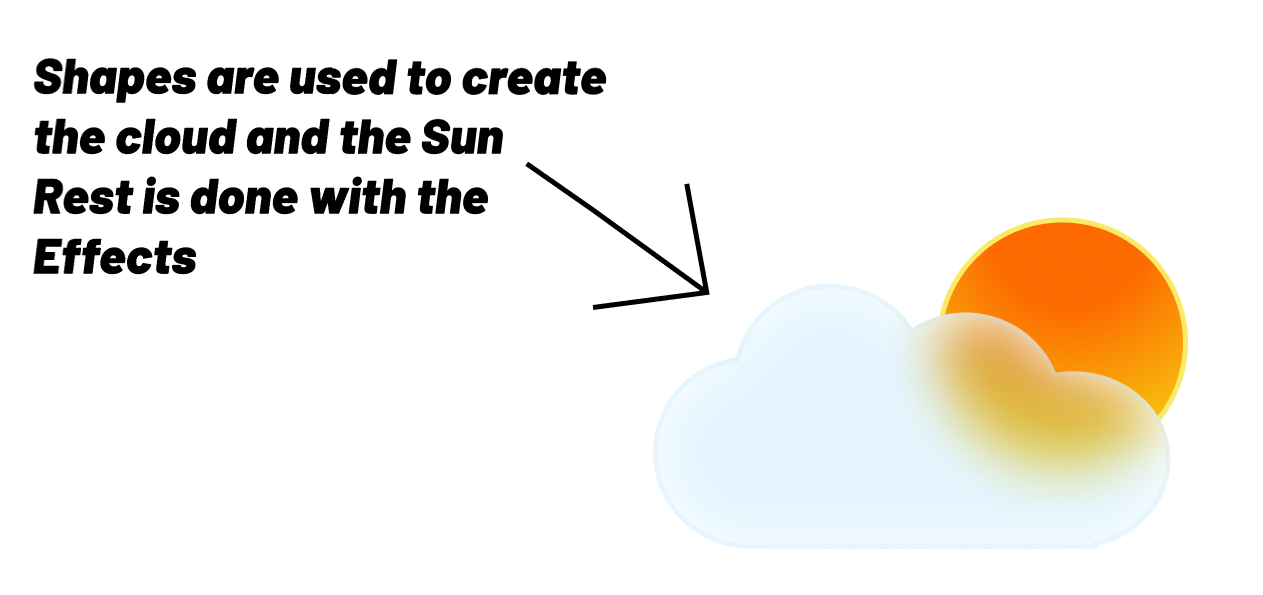 Shapes are used to create
the cloud and the Sun
Rest is done with the
Effects